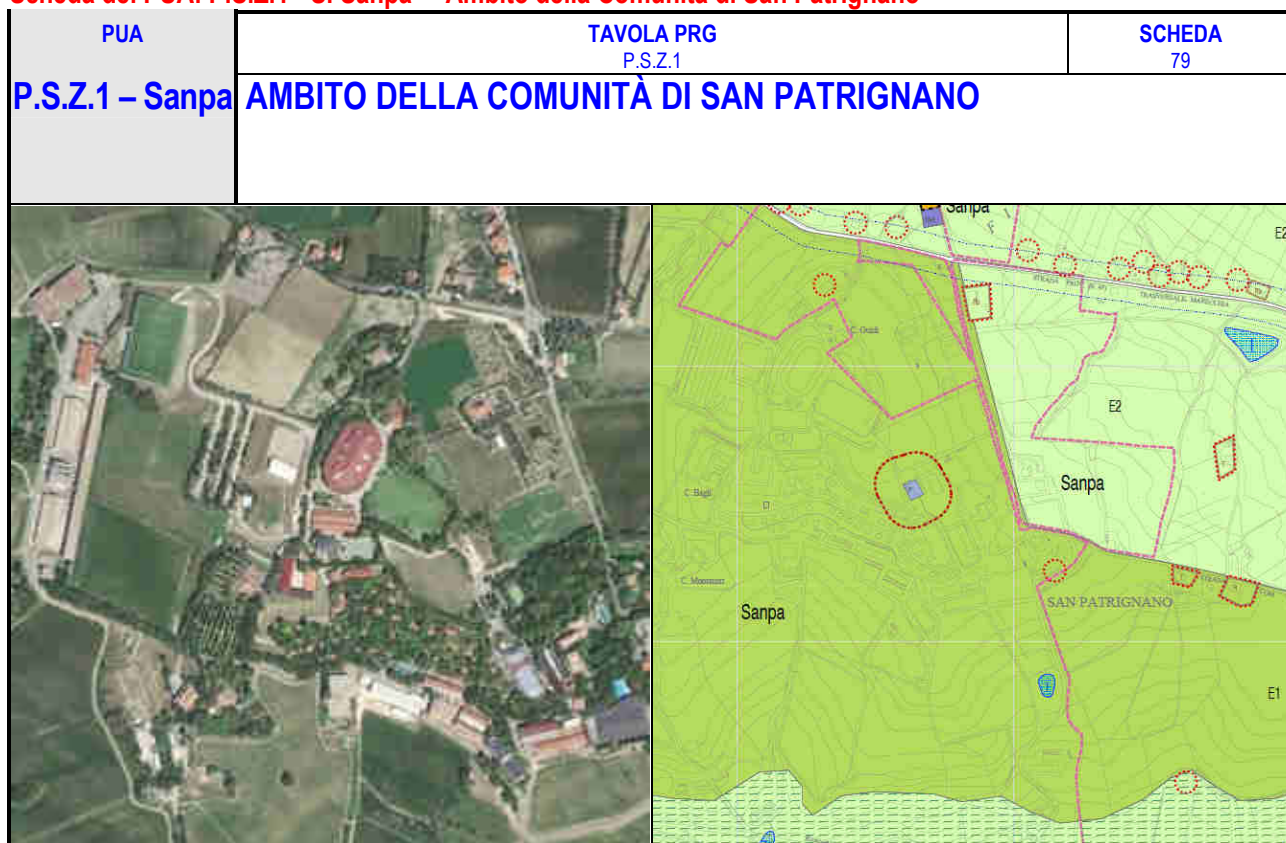 PUA
TAVOLA PRG
P.S.Z.1
SCHEDA
79
P.S.Z.1 – Sanpa
AMBITO DELLA COMUNITÀ DI SAN PATRIGNANO
Sanpa
E2
C. Guidi
E2
Sanpa
C. Bagli
Sanpa
SAN PATRIGNANO
E1